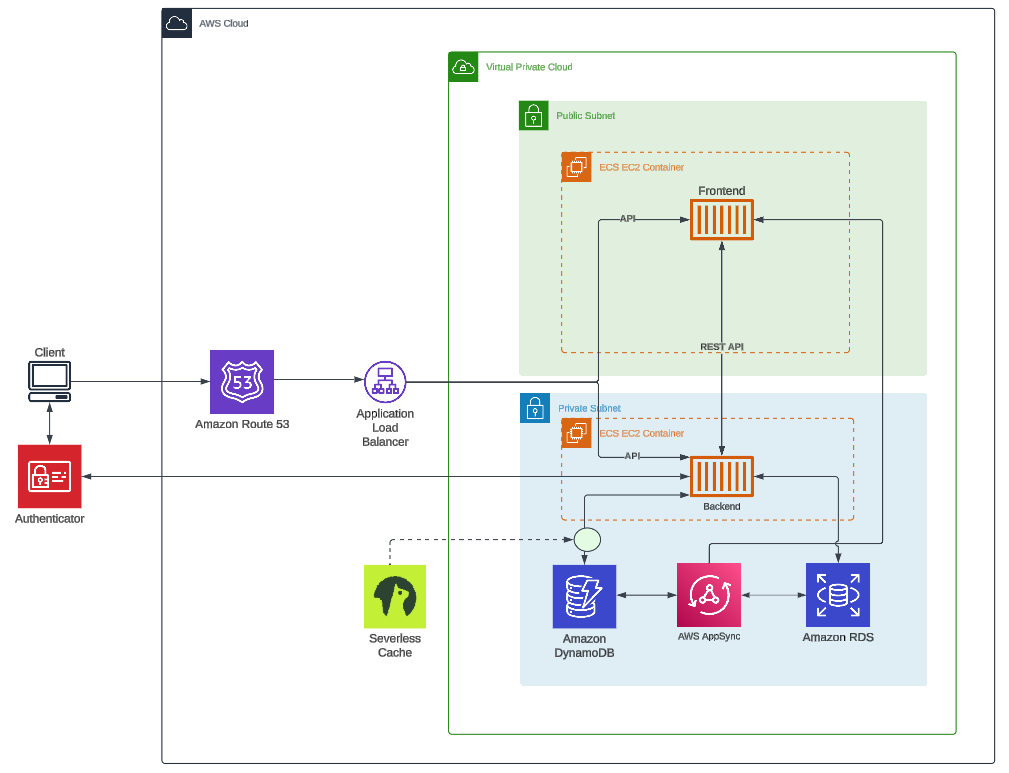 AWS Cloud
Virtual Private Cloud
Public Subnet
ECS EC2 Container
Frontend
API
REST API
Client
53
Amazon Route 53
Application
Load
Balancer
Private Subnet
ECS EC2 Container
API
Backend
Authenticator
Severless
Cache
Amazon
DynamoDB
AWS AppSync
Amazon RDS